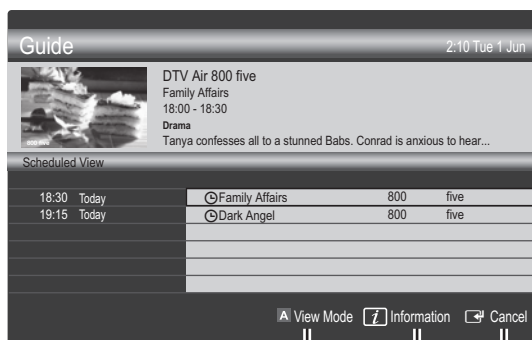 Guide 2:10 Tue 1 Jun
DTV Air 800 five
Family Affairs
18:00 - 18:30
Drama
Tanya confesses all to a stunned Babs. Conrad is anxious to hear...
800 five
Scheduled View
18:30 Today Family Affairs 800 five
19:15 Today Dark Angel 800 five
A View Mode i Information Cancel